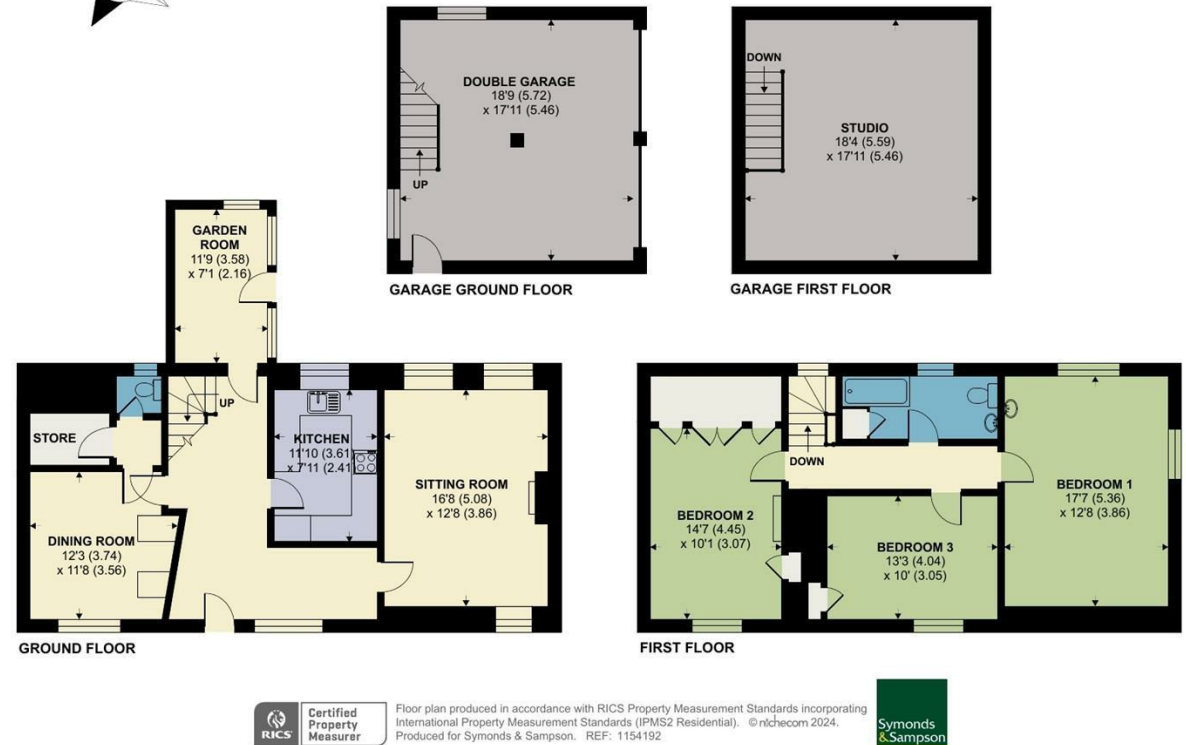 DOUBLE GARAGE
18'9 (5.72)
x 17'11 (5.46)
UP
GARAGE GROUND FLOOR
DOWN
STUDIO
18'4 (5.59)
x 17'11 (5.46)
GARAGE FIRST FLOOR
GARDEN
ROOM
11'9 (3.58)
x 7'1 (2.16)
UP
STORE
KITCHEN
11'10 (3.61)
x 7'11 (2.41)
SITTING ROOM
16'8 (5.08)
x 12'8 (3.86)
DINING ROOM
12'3 (3.74)
x 11'8 (3.56)
GROUND FLOOR
DOWN
BEDROOM 1
17'7 (5.36)
x 12'8 (3.86)
BEDROOM 2
14'7 (4.45)
x 10'1 (3.07)
BEDROOM 3
13'3 (4.04)
x 10' (3.05)
FIRST FLOOR
RICS
Certified
Property
Measurer
Floor plan produced in accordance with RICS Property Measurement Standards incorporating
International Property Measurement Standards (IPMS2 Residential). © nichecom 2024.
Produced for Symonds & Sampson. REF: 1154192
Symonds
&Sampson